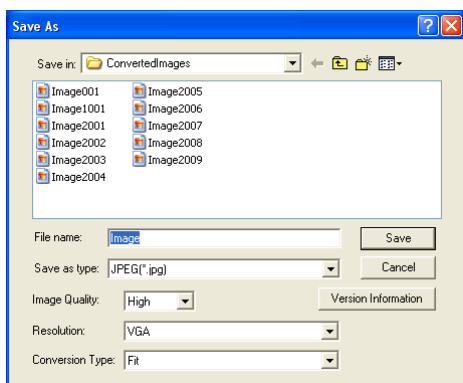 Save As
Save in: ConvertedImages
Image001 Image2005
Image1001 Image2006
Image2001 Image2007
Image2002 Image2008
Image2003 Image2009
Image2004
File name: Image Save
Save as type: JPEG(*.jpg) Cancel
Image Quality: High Version Information
Resolution: VGA
Conversion Type: Fit